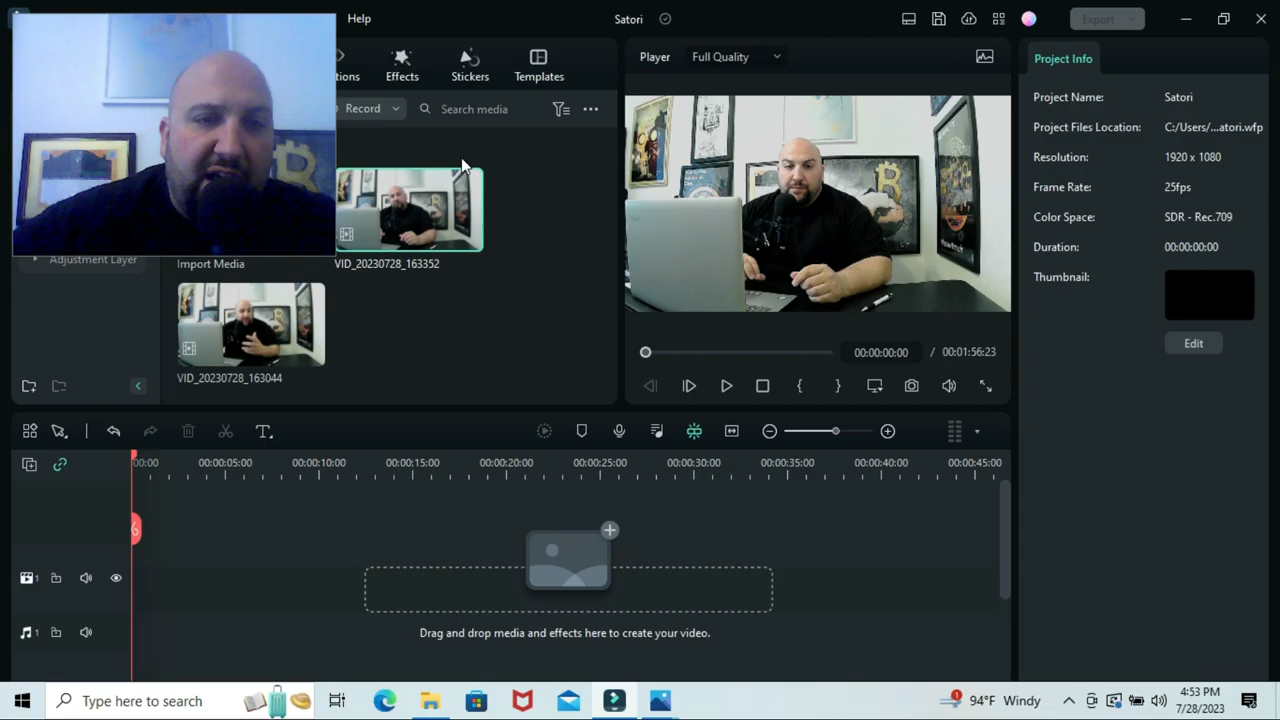 Help
Satori
Export
tions
Effects
Stickers
Templates
Record
Search media
Adjustment Layer
Import Media
VID_20230728_163352
VID_20230728_163044
Player
Full Quality
00:00:00:00 / 00:01:56:23
Project Info
Project Name: Satori
Project Files Location: C:/Users/...atori.wfp
Resolution: 1920 x 1080
Frame Rate: 25fps
Color Space: SDR - Rec.709
Duration: 00:00:00:00
Thumbnail:
Edit
00:00 00:00:05:00 00:00:10:00 00:00:15:00 00:00:20:00 00:00:25:00 00:00:30:00 00:00:35:00 00:00:40:00 00:00:45:00
1
Drag and drop media and effects here to create your video.
1
Type here to search
1
94°F Windy
4:53 PM
7/28/2023